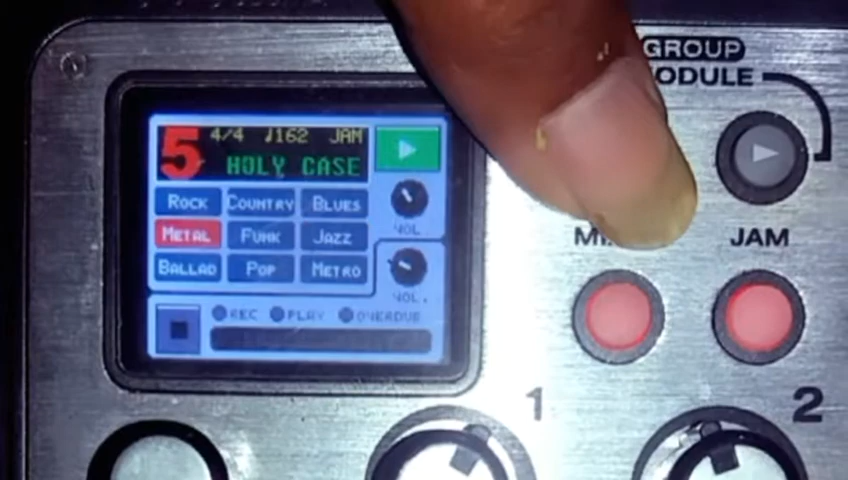 GROUP
MODULE
5
4/4 ♩162 JAM
HOLY CASE
ROCK COUNTRY BLUES
METAL FUNK JAZZ
BALLAD POP METRO
VOL
VOL.
REC PLAY OVERDUB
JAM
1
2